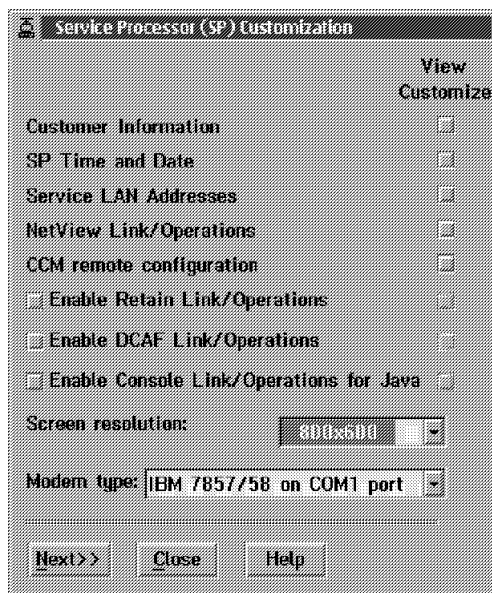 Service Processor (SP) Customization
View
Customize
Customer Information
SP Time and Date
Service LAN Addresses
NetView Link/Operations
CCM remote configuration
Enable Retain Link/Operations
Enable DCAF Link/Operations
Enable Console Link/Operations for Java
Screen resolution: 800x600
Modem type: IBM 7857/58 on COM1 port
Next>> Close Help